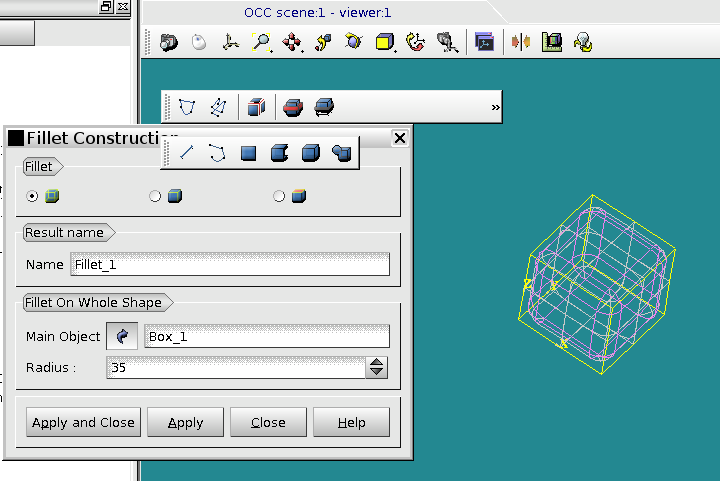 OCC scene:1 - viewer:1
»
Fillet Construction
Fillet
Result name
Name Fillet_1
Fillet On Whole Shape
Main Object Box_1
Radius : 35
Apply and Close Apply Close Help
Z Y
X